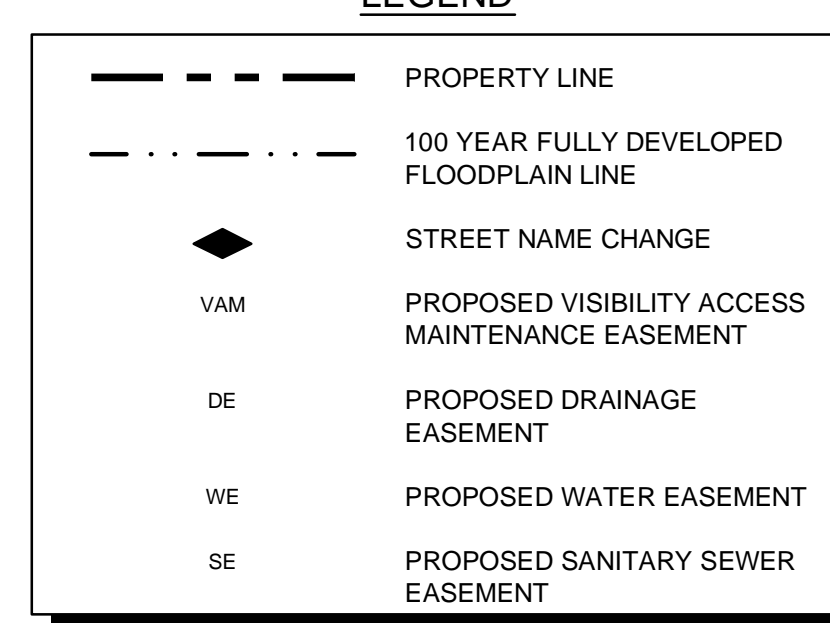 LEGEND
PROPERTY LINE
100 YEAR FULLY DEVELOPED
FLOODPLAIN LINE
STREET NAME CHANGE
VAM PROPOSED VISIBILITY ACCESS
MAINTENANCE EASEMENT
DE PROPOSED DRAINAGE
EASEMENT
WE PROPOSED WATER EASEMENT
SE PROPOSED SANITARY SEWER
EASEMENT